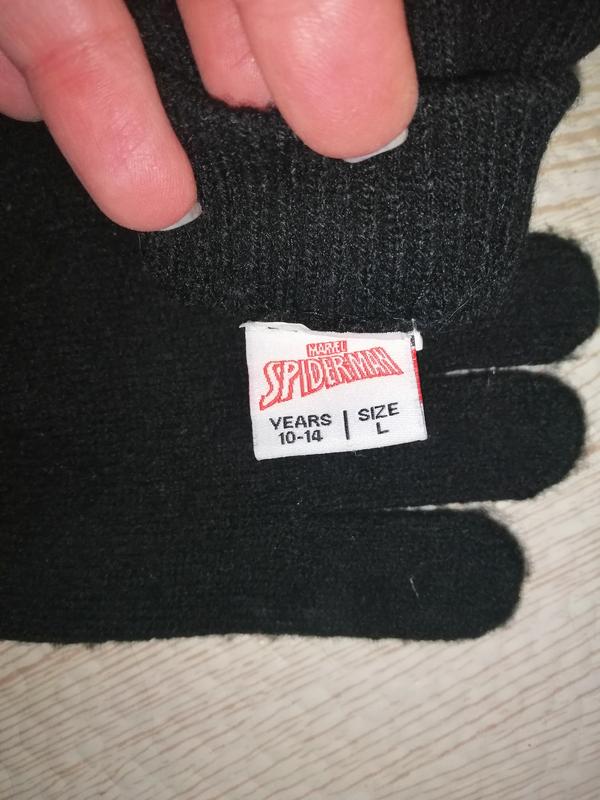 MARVEL
SPIDER-MAN
YEARS | SIZE
10-14 | L